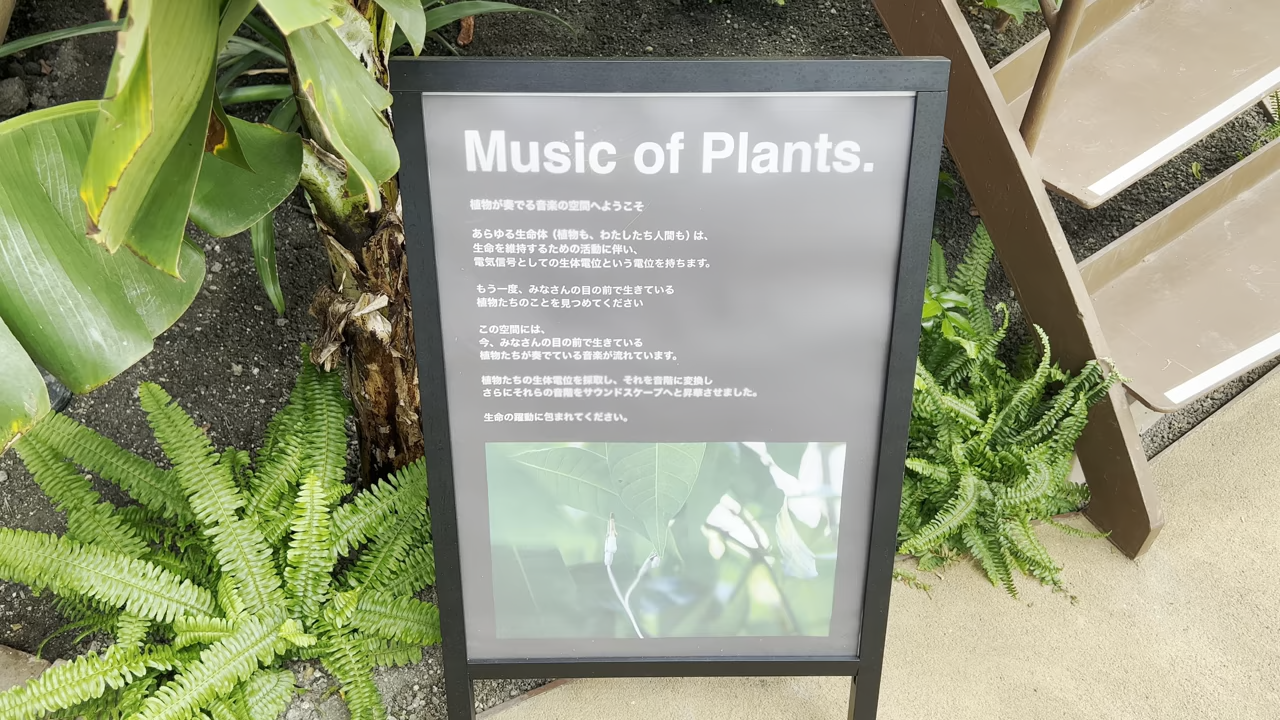 Music of Plants.
植物が奏でる音楽の空間へようこそ
あらゆる生命体（植物も、わたしたち人間も）は、
生命を維持するための活動に伴い、
電気信号としての生体電位という電位を持ちます。
もう一度、みなさんの目の前で生きている
植物たちのことを見つめてください
この空間には、
今、みなさんの目の前で生きている
植物たちが奏でている音楽が流れています。
植物たちの生体電位を採取し、それを音階に変換し
さらにそれらの音階をサウンドスケープへと昇華させました。
生命の躍動に包まれてください。